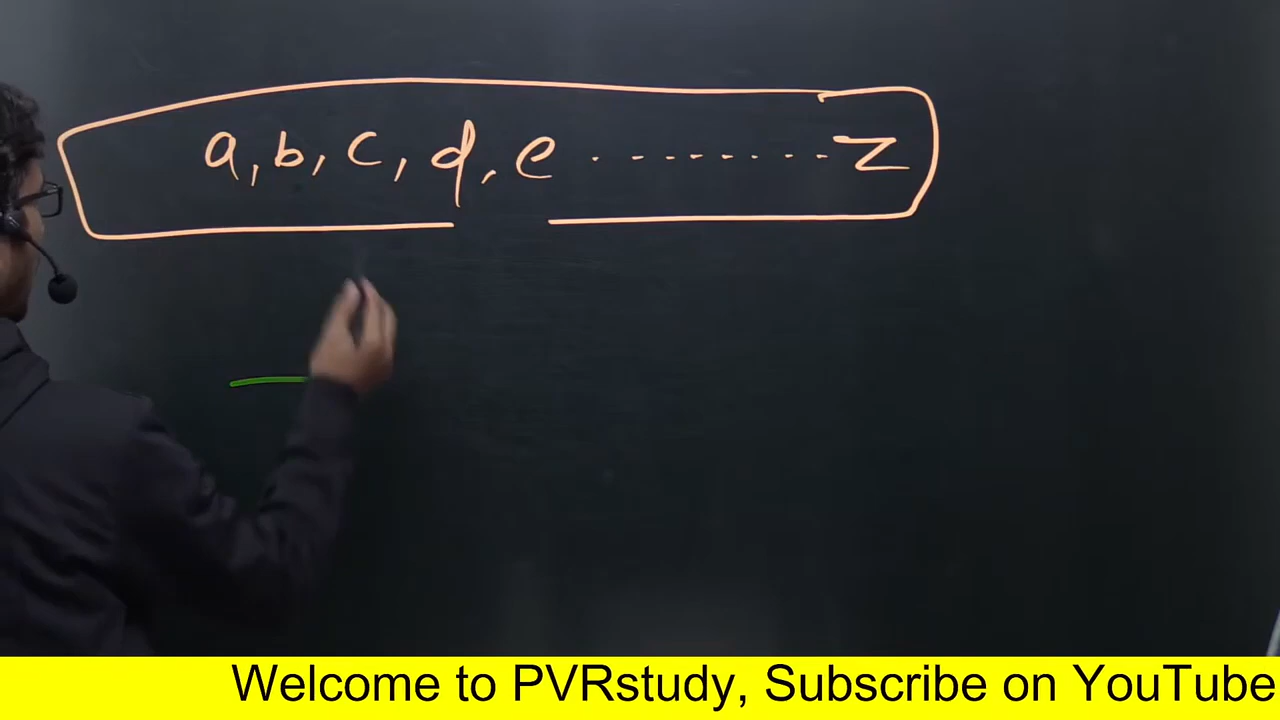 a, b, c, d, e ......... z
Welcome to PVRstudy, Subscribe on YouTube